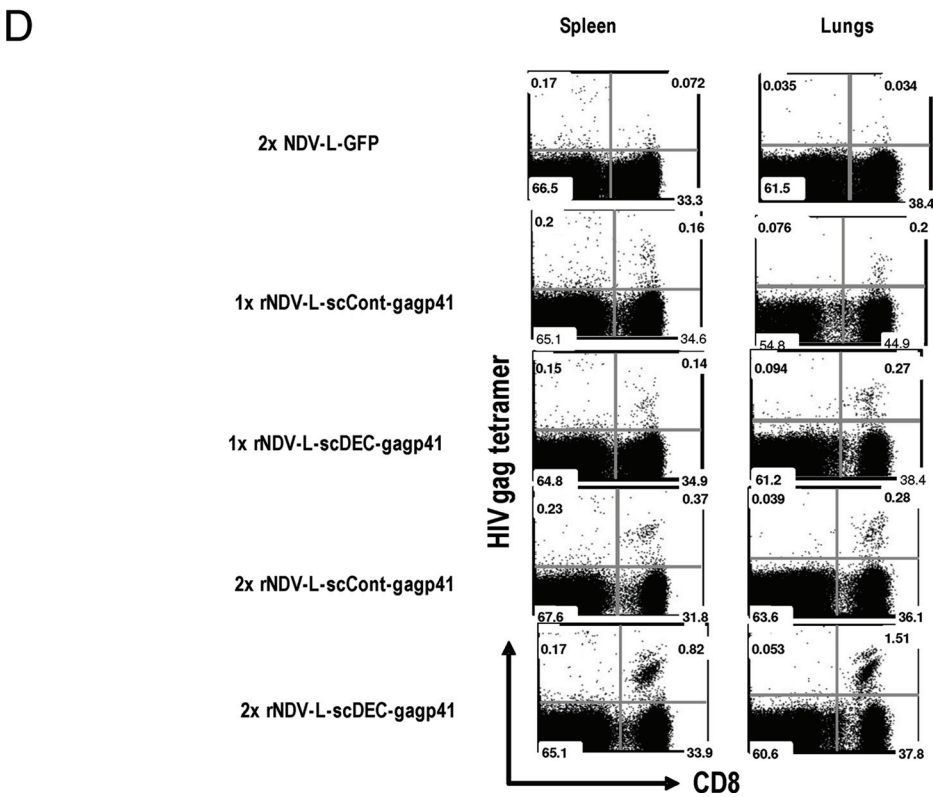 D
Spleen Lungs
0.17 0.072 0.035 0.034
2x NDV-L-GFP
66.5 33.3 61.5 38.4
0.2 0.16 0.076 0.2
1x rNDV-L-scCont-gagp41
65.1 34.6 54.8 44.9
0.15 0.14 0.094 0.27
1x rNDV-L-scDEC-gagp41
64.8 34.9 61.2 38.4
0.23 0.37 0.039 0.28
2x rNDV-L-scCont-gagp41
67.6 31.8 63.6 36.1
0.17 0.82 0.053 1.51
2x rNDV-L-scDEC-gagp41
65.1 33.9 60.6 37.8
HIV gag tetramer
CD8